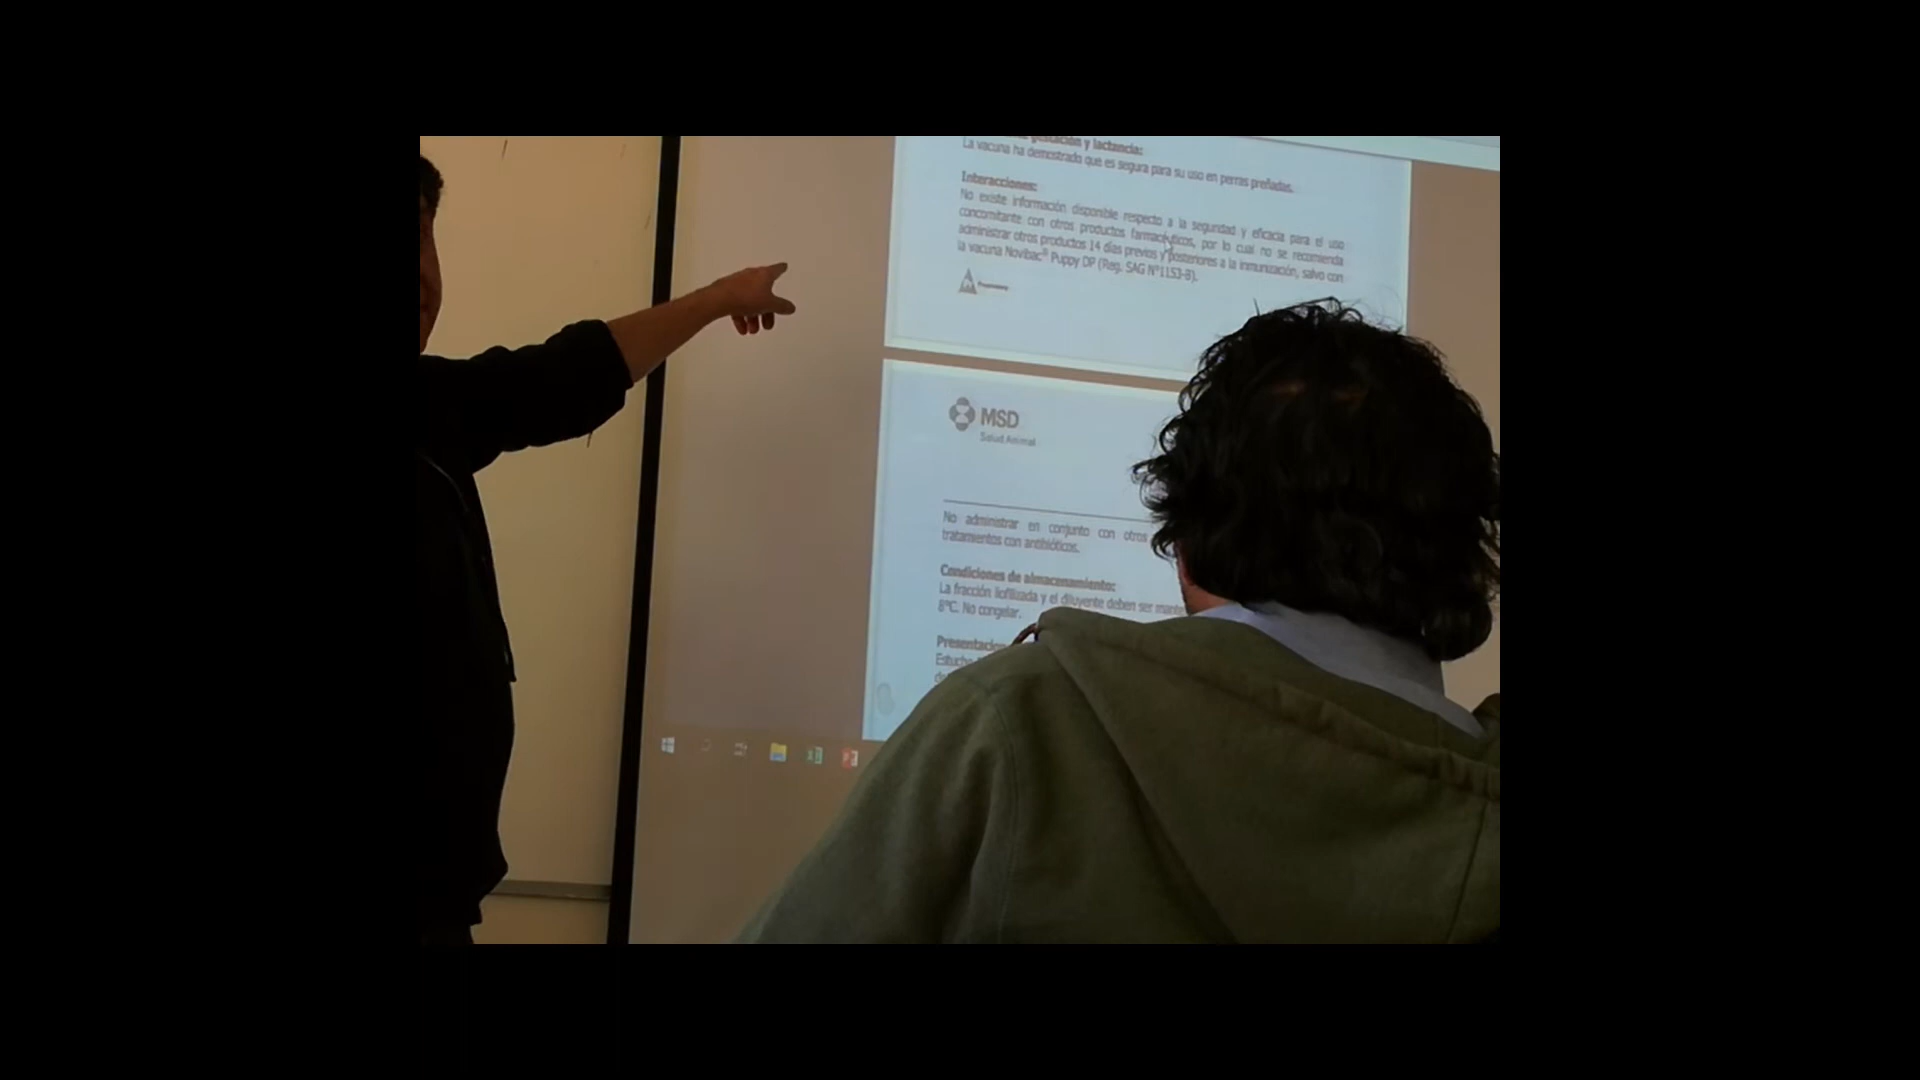 gestación y lactancia:
La vacuna ha demostrado que es segura para su uso en perras preñadas.
Interacciones:
No existe información disponible respecto a la seguridad y eficacia para el uso
concomitante con otros productos farmacéuticos, por lo cual no se recomienda
administrar otros productos 14 días previos y posteriores a la inmunización, salvo con
la vacuna Novibac® Puppy DP (Reg. SAG N°1153-B).
MSD
Salud Animal
No administrar en conjunto con otros
tratamientos con antibióticos.
Condiciones de almacenamiento:
La fracción liofilizada y el diluyente deben ser mante
8°C. No congelar.
Presentacion
Estuche
de